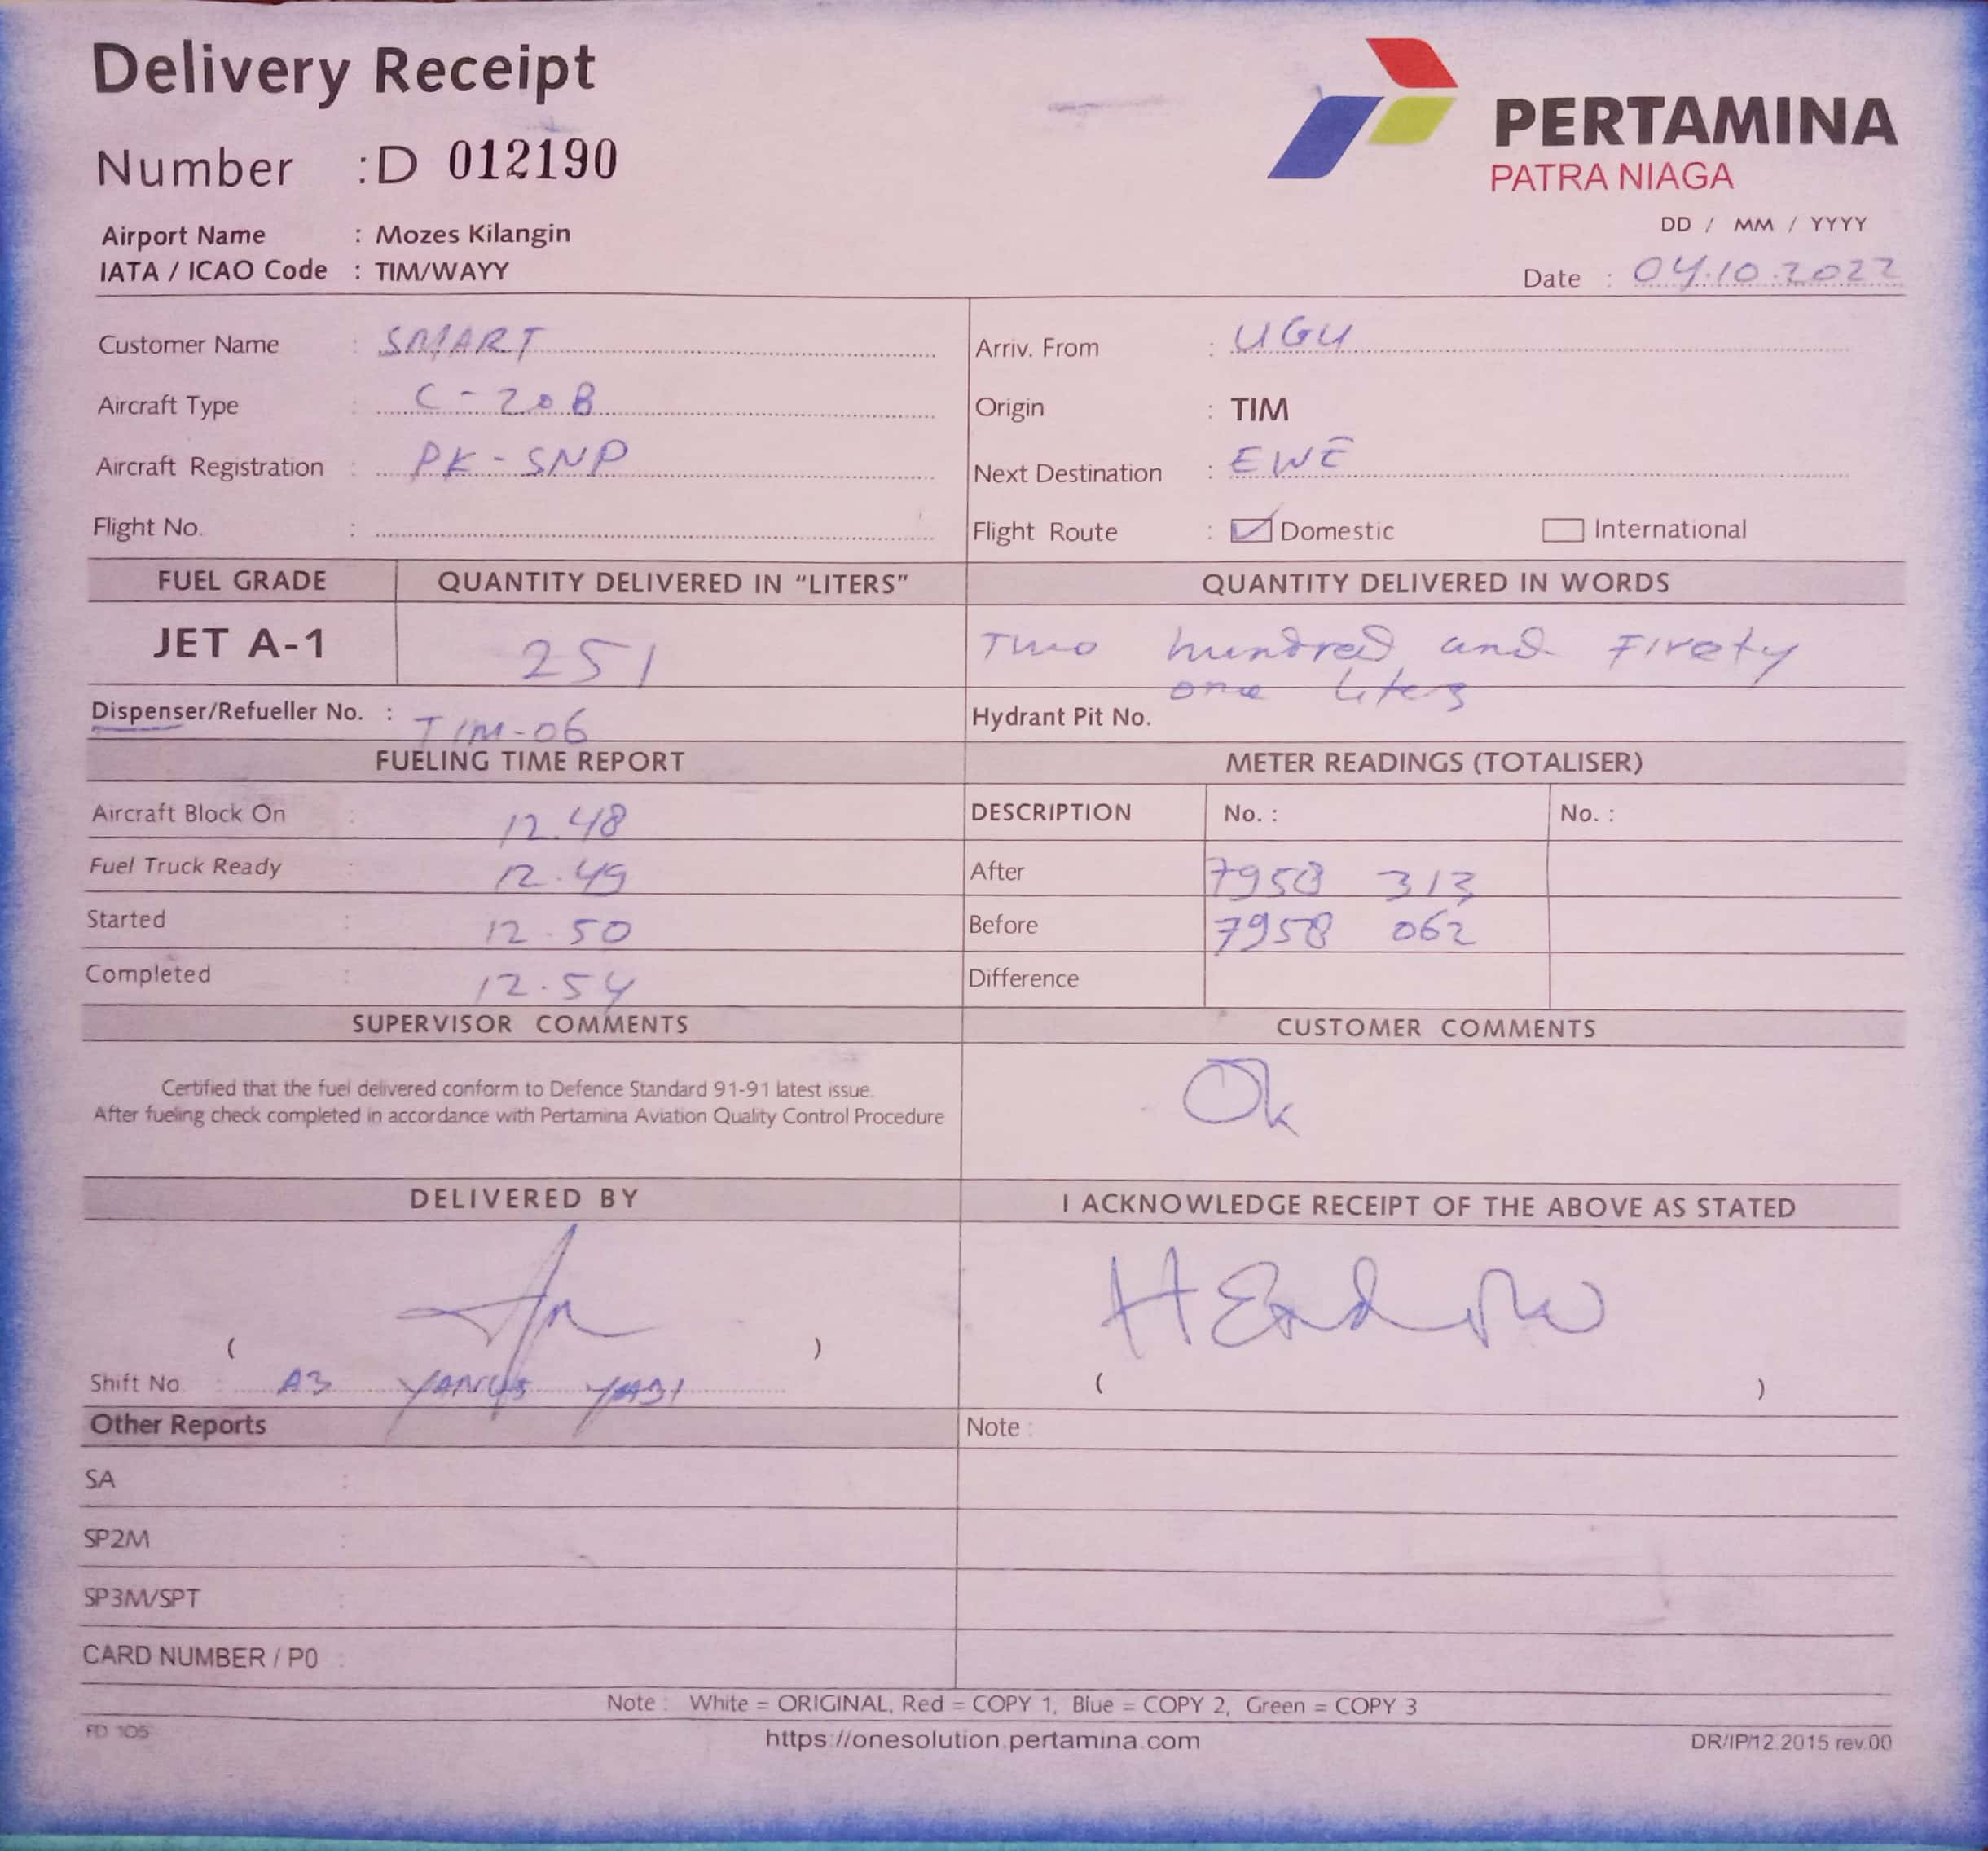 Delivery Receipt
Number : D 012190
PERTAMINA
PATRA NIAGA
Airport Name : Mozes Kilangin
IATA / ICAO Code : TIM/WAYY
DD / MM / YYYY
Date : 04.10.2022
Customer Name : SMART
Aircraft Type : C-208
Aircraft Registration : PK-SNP
Flight No. :
Arriv. From : UGU
Origin : TIM
Next Destination : EWE
Flight Route : Domestic International
FUEL GRADE QUANTITY DELIVERED IN "LITERS" QUANTITY DELIVERED IN WORDS
JET A-1 251 Two hundred and Firety
one liters
Dispenser/Refueller No. : TIM-06 Hydrant Pit No.
FUELING TIME REPORT METER READINGS (TOTALISER)
Aircraft Block On : 12.48 DESCRIPTION No. : No. :
Fuel Truck Ready : 12.49 After 7958 313
Started : 12.50 Before 7958 062
Completed : 12.54 Difference
SUPERVISOR COMMENTS CUSTOMER COMMENTS
Certified that the fuel delivered conform to Defence Standard 91-91 latest issue.
After fueling check completed in accordance with Pertamina Aviation Quality Control Procedure
Ok
DELIVERED BY I ACKNOWLEDGE RECEIPT OF THE ABOVE AS STATED
( ) ( )
Shift No. : A3 YANUS YABI
Other Reports Note :
SA :
SP2M :
SP3M/SPT :
CARD NUMBER / P0 :
Note : White = ORIGINAL, Red = COPY 1, Blue = COPY 2, Green = COPY 3
FD 105 https://onesolution.pertamina.com DR/IP/12.2015 rev.00